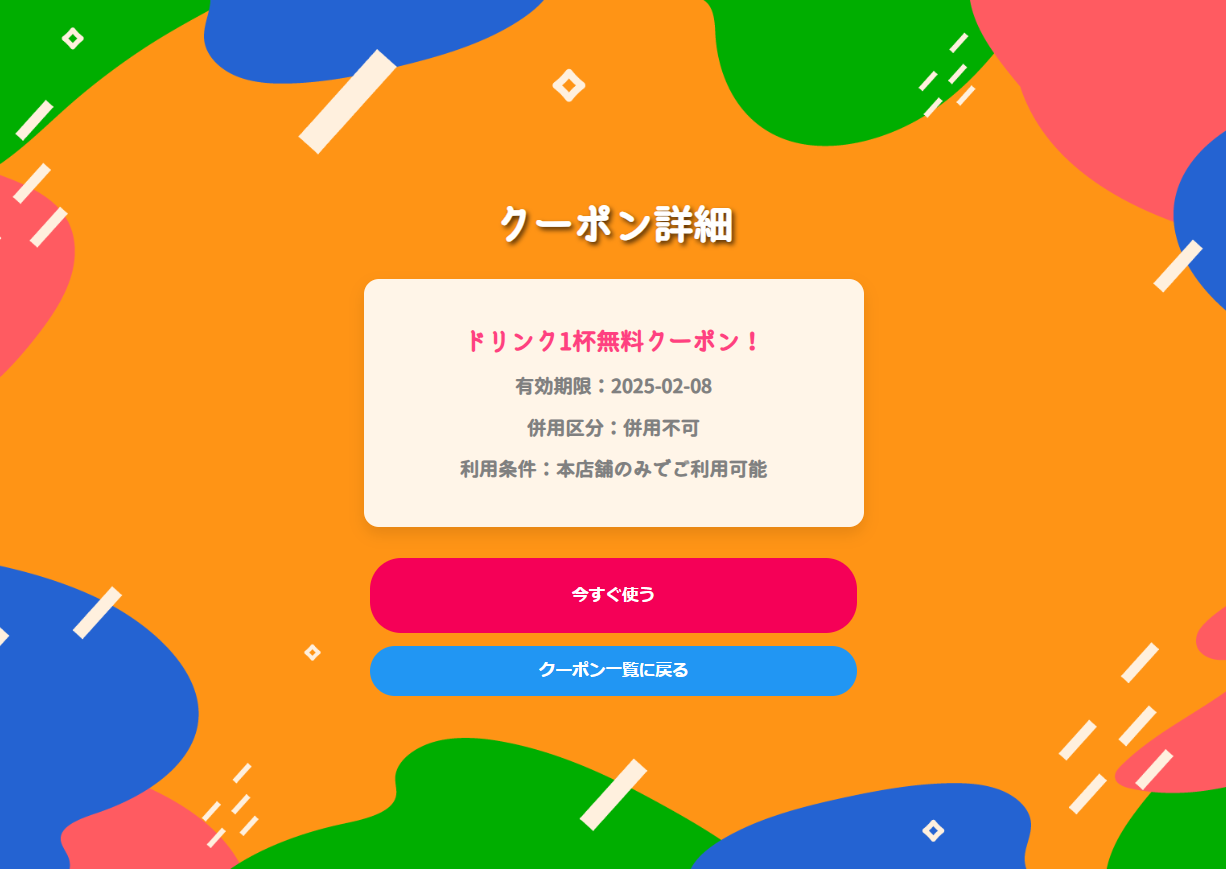 クーポン詳細
ドリンク1杯無料クーポン！
有効期限：2025-02-08
併用区分：併用不可
利用条件：本店舗のみでご利用可能
今すぐ使う
クーポン一覧に戻る